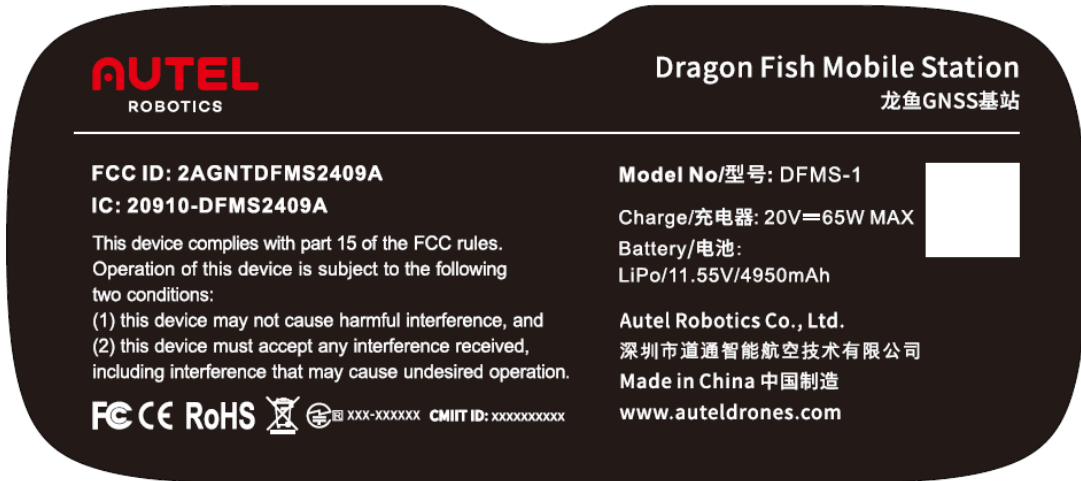 AUTEL
ROBOTICS
Dragon Fish Mobile Station
龙鱼GNSS基站
FCC ID: 2AGNTDFMS2409A
IC: 20910-DFMS2409A
This device complies with part 15 of the FCC rules.
Operation of this device is subject to the following
two conditions:
(1) this device may not cause harmful interference, and
(2) this device must accept any interference received,
including interference that may cause undesired operation.
FC CE RoHS R xxx-xxxxxx CMIIT ID: xxxxxxxxxx
Model No/型号: DFMS-1
Charge/充电器: 20V⎓65W MAX
Battery/电池:
LiPo/11.55V/4950mAh
Autel Robotics Co., Ltd.
深圳市道通智能航空技术有限公司
Made in China 中国制造
www.auteldrones.com